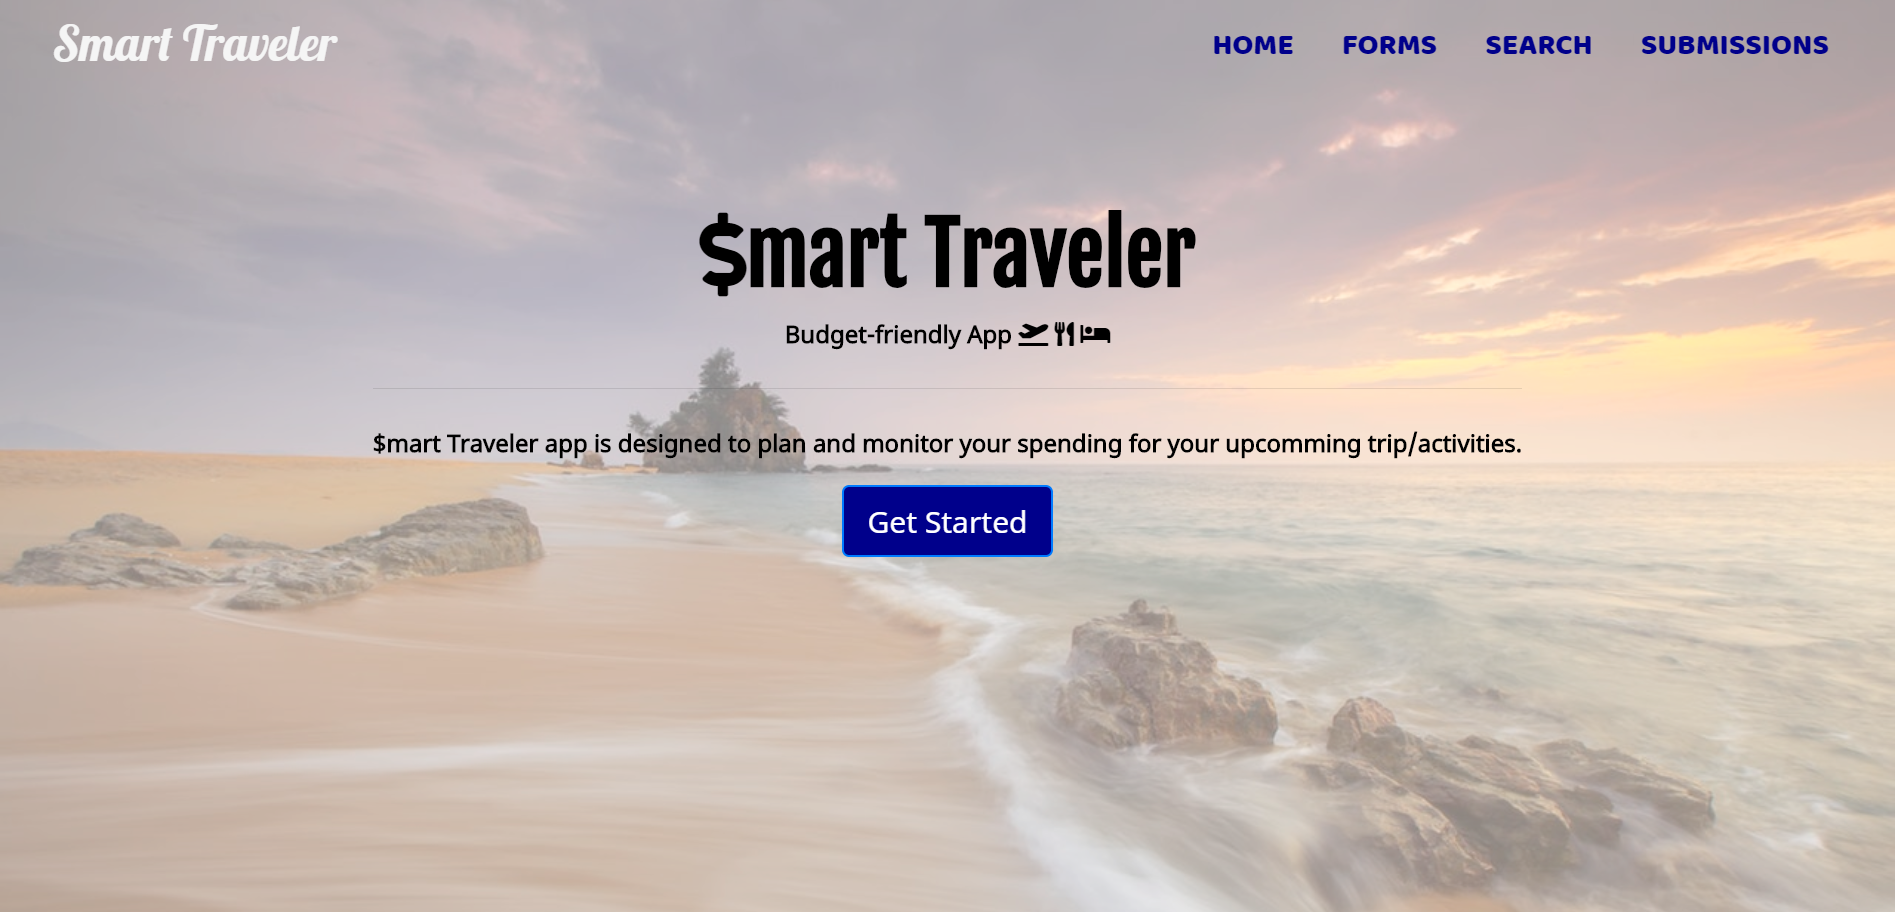 Smart Traveler
HOME FORMS SEARCH SUBMISSIONS
$mart Traveler
Budget-friendly App
$mart Traveler app is designed to plan and monitor your spending for your upcomming trip/activities.
Get Started